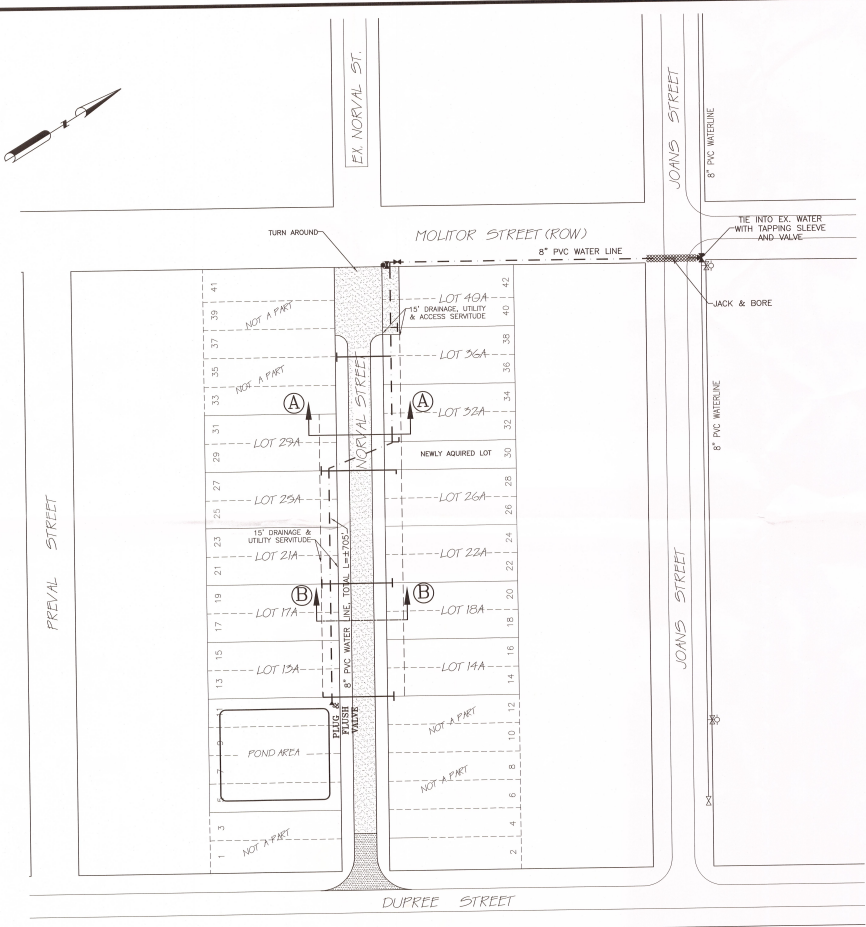 EX. NORVAL ST.
JOANS STREET
8" PVC WATERLINE
TURN AROUND
MOLITOR STREET (ROW)
8" PVC WATER LINE
TIE INTO EX. WATER
WITH TAPPING SLEEVE
AND VALVE
JACK & BORE
41
39
37
35
33
31
29
27
25
23
21
19
17
15
13
11
9
7
5
3
1
NOT A PART
NOT A PART
LOT 29A
LOT 25A
15' DRAINAGE &
UTILITY SERVITUDE
LOT 21A
LOT 17A
LOT 13A
POND AREA
NOT A PART
A
A
B
B
NORVAL STREET
8" PVC WATER LINE, TOTAL L=±705'
PLUG &
FLUSH
VALVE
LOT 40A
15' DRAINAGE, UTILITY
& ACCESS SERVITUDE
LOT 36A
LOT 32A
NEWLY AQUIRED LOT
LOT 26A
LOT 22A
LOT 18A
LOT 14A
NOT A PART
NOT A PART
42
40
38
36
34
32
30
28
26
24
22
20
18
16
14
12
10
8
6
4
2
PREVAL STREET
JOANS STREET
8" PVC WATERLINE
DUPREE STREET